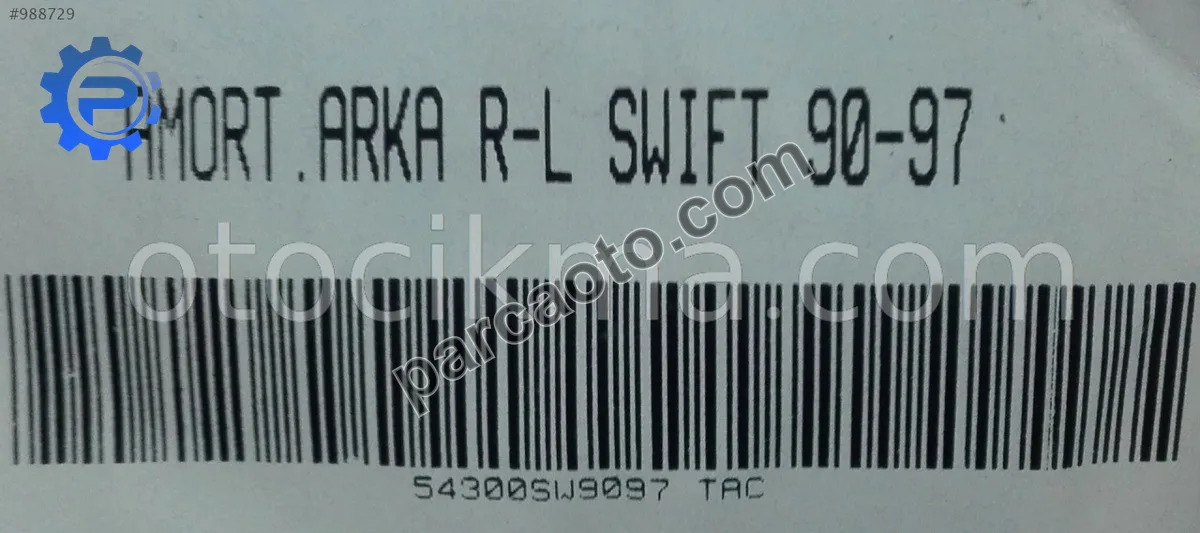 #988729
AMORT.ARKA R-L SWIFT 90-97
otocikma.com
parcaoto.com
54300SW9097 TAC